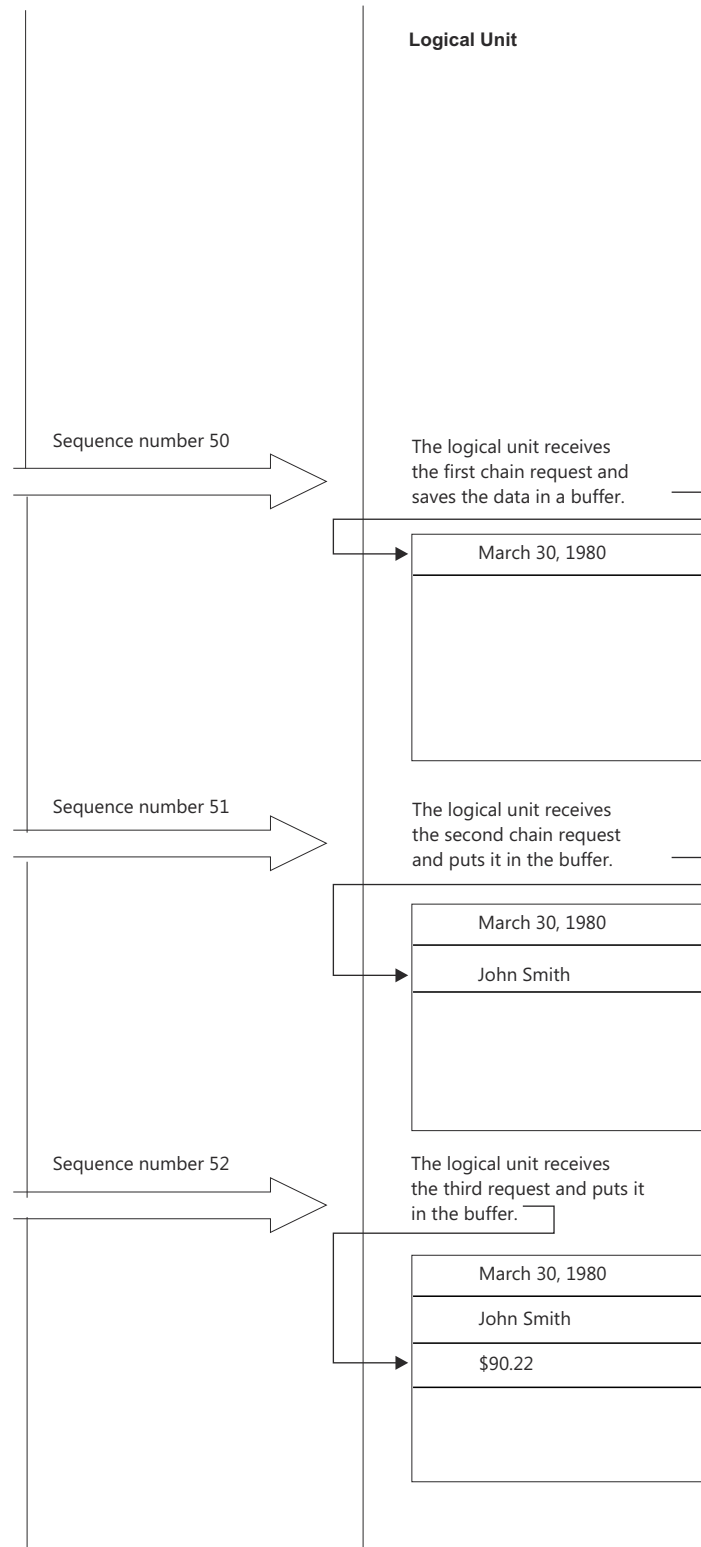 Logical Unit
Sequence number 50
The logical unit receives
the first chain request and
saves the data in a buffer.
March 30, 1980
Sequence number 51
The logical unit receives
the second chain request
and puts it in the buffer.
March 30, 1980
John Smith
Sequence number 52
The logical unit receives
the third request and puts it
in the buffer.
March 30, 1980
John Smith
$90.22